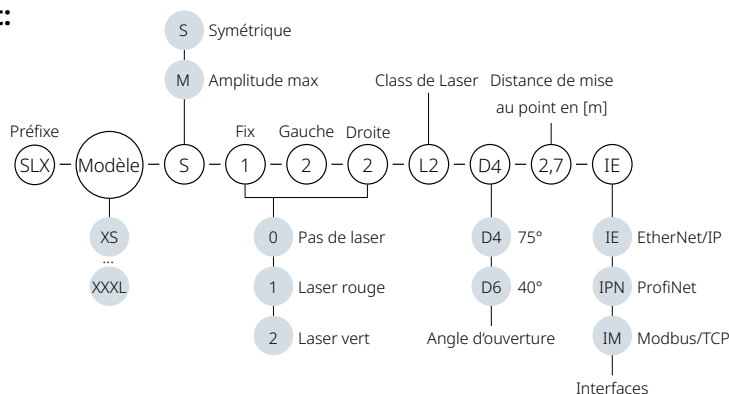 t:
S Symétrique
M Amplitude max
Class de Laser
Distance de mise
au point en [m]
Préfixe
Fix Gauche Droite
SLX – Modèle – S – 1 – 2 – 2 – L2 – D4 – 2,7 – IE
XS
...
XXXL
0 Pas de laser
1 Laser rouge
2 Laser vert
D4 75°
D6 40°
Angle d'ouverture
IE EtherNet/IP
IPN ProfiNet
IM Modbus/TCP
Interfaces